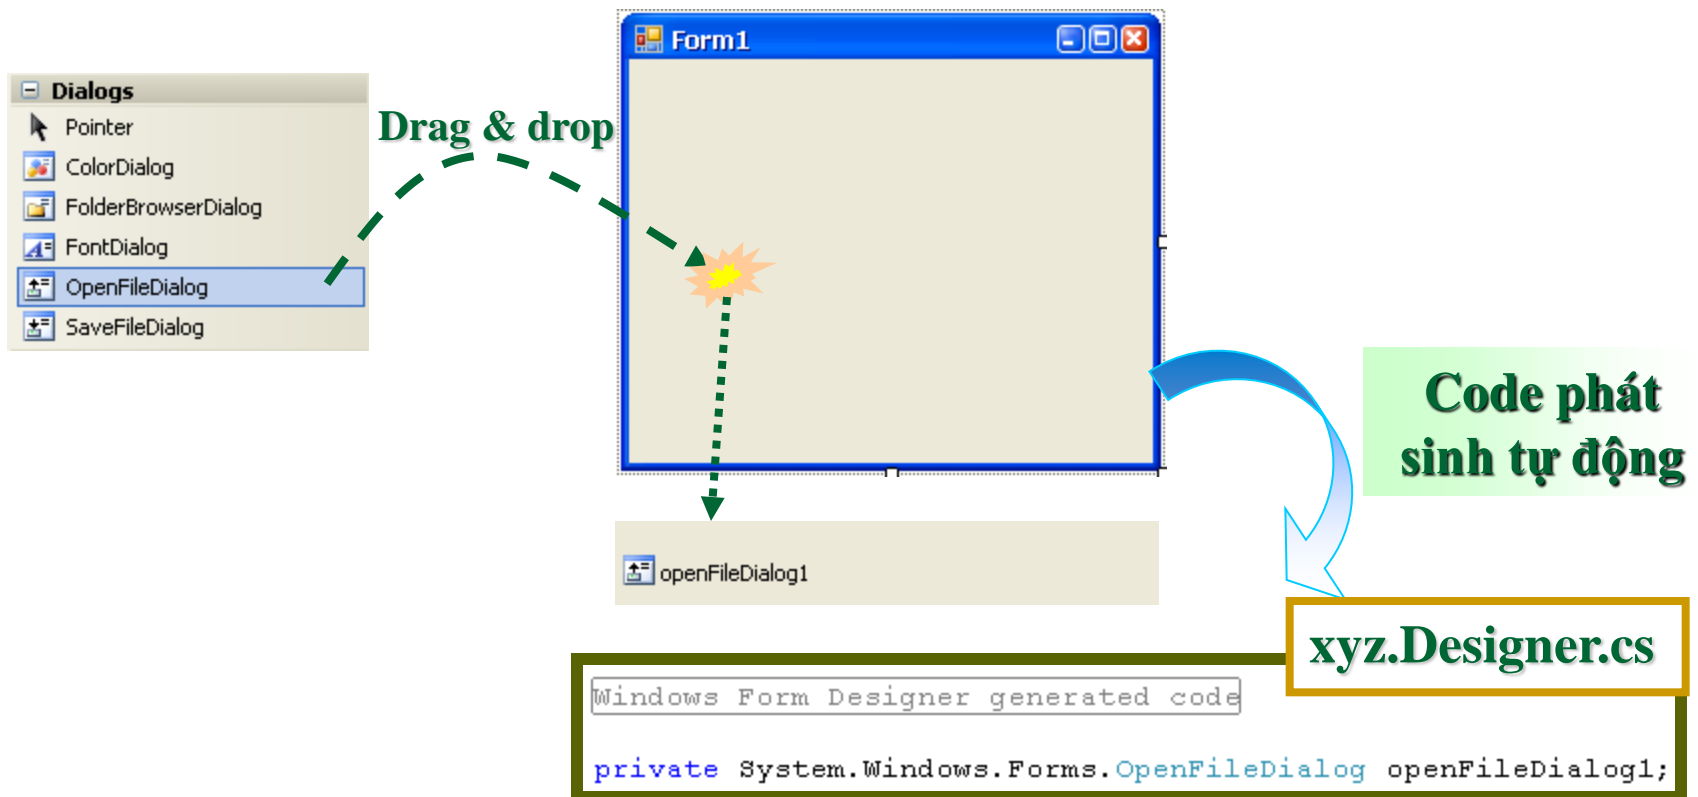 Form1
Dialogs
Pointer
ColorDialog
FolderBrowserDialog
FontDialog
OpenFileDialog
SaveFileDialog
Drag & drop
openFileDialog1
Code phát
sinh tự động
xyz.Designer.cs
Windows Form Designer generated code
private System.Windows.Forms.OpenFileDialog openFileDialog1;